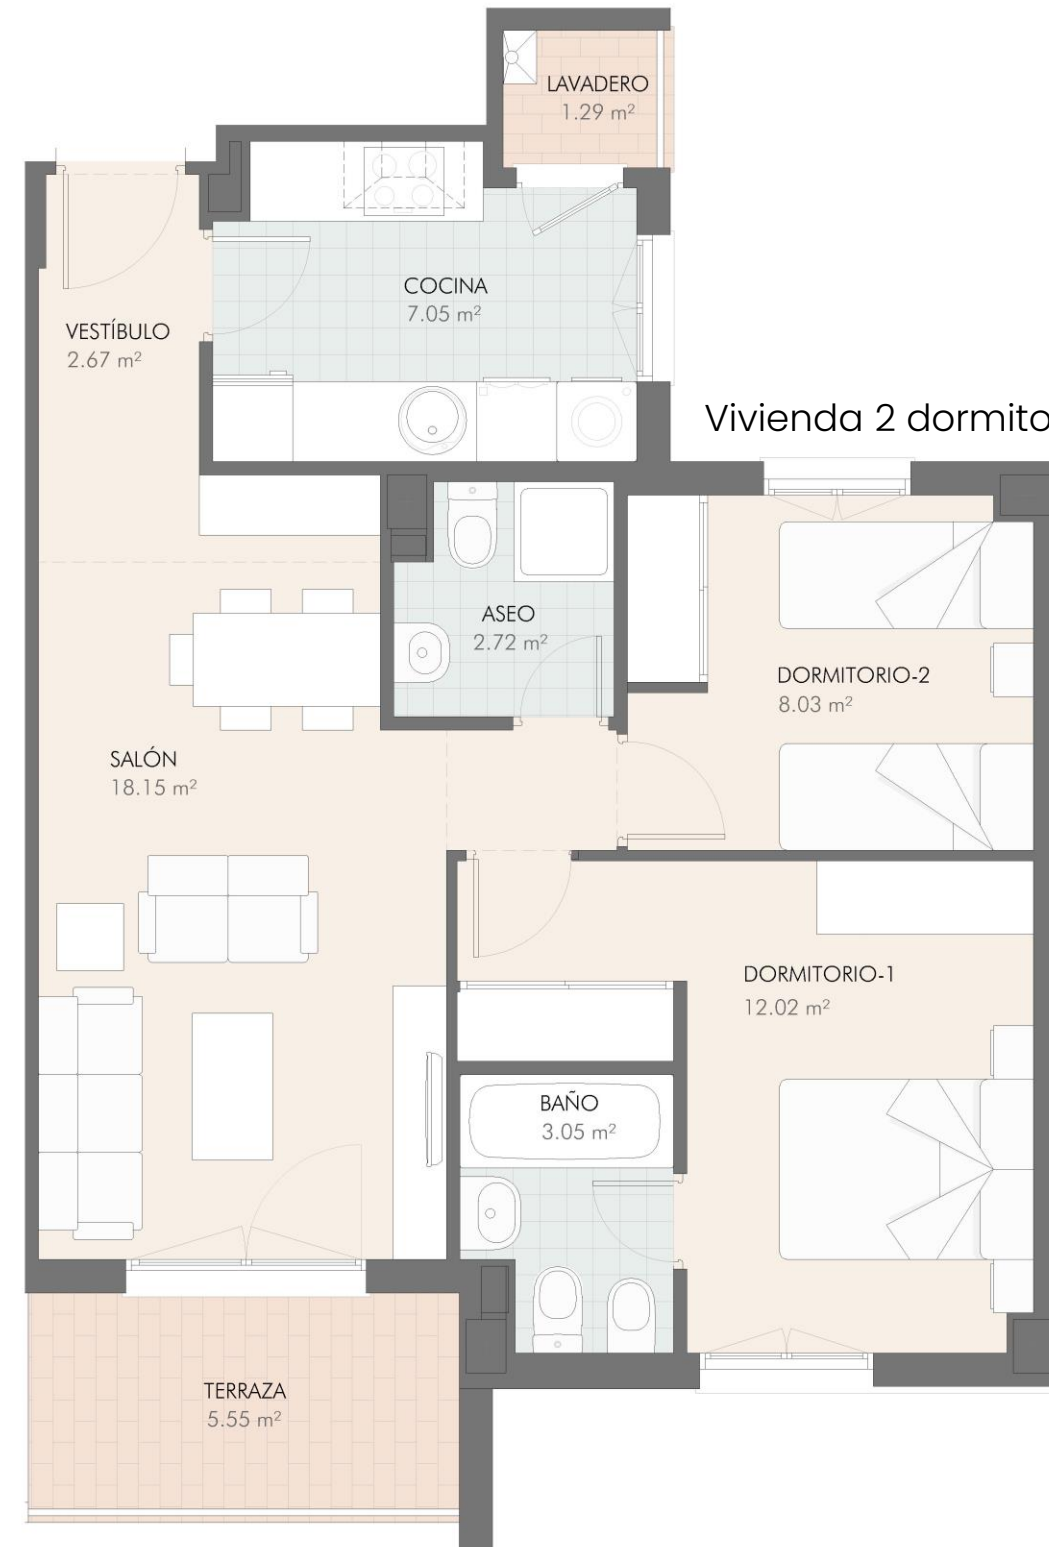 LAVADERO
1.29 m²
COCINA
7.05 m²
VESTÍBULO
2.67 m²
Vivienda 2 dormito
ASEO
2.72 m²
DORMITORIO-2
8.03 m²
SALÓN
18.15 m²
DORMITORIO-1
12.02 m²
BAÑO
3.05 m²
TERRAZA
5.55 m²